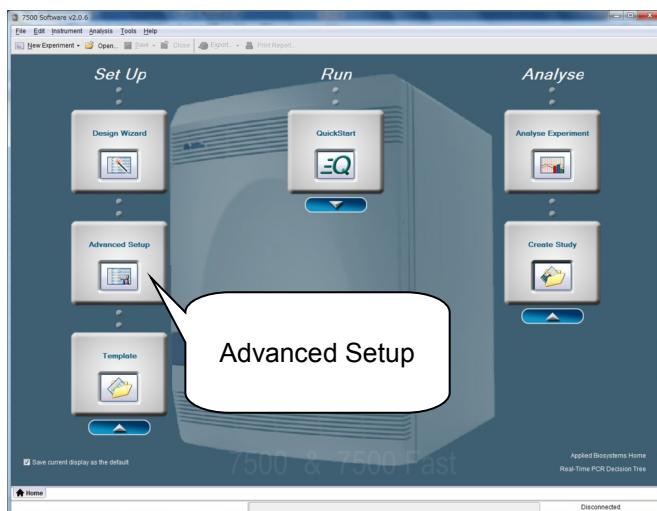 7500 Software v2.0.6
File Edit Instrument Analysis Tools Help
New Experiment Open... Save Close Export... Print Report...
Set Up Run Analyse
Design Wizard QuickStart Analyse Experiment
Q
Advanced Setup Create Study
Advanced Setup
Template
Save current display as the default
7500 & 7500 Fast
Applied Biosystems Home
Real-Time PCR Decision Tree
Home
Disconnected